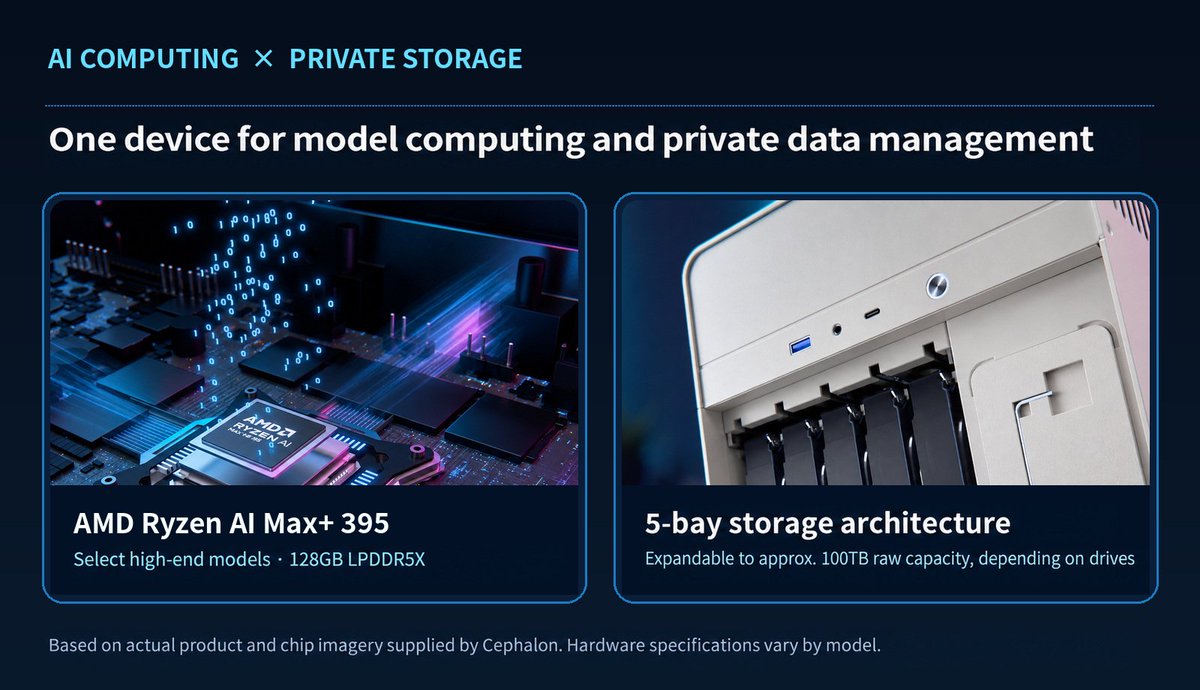 AI COMPUTING × PRIVATE STORAGE
One device for model computing and private data management
AMD
RYZEN AI
MAX+ 395
AMD Ryzen AI Max+ 395
Select high-end models · 128GB LPDDR5X
5-bay storage architecture
Expandable to approx. 100TB raw capacity, depending on drives
Based on actual product and chip imagery supplied by Cephalon. Hardware specifications vary by model.